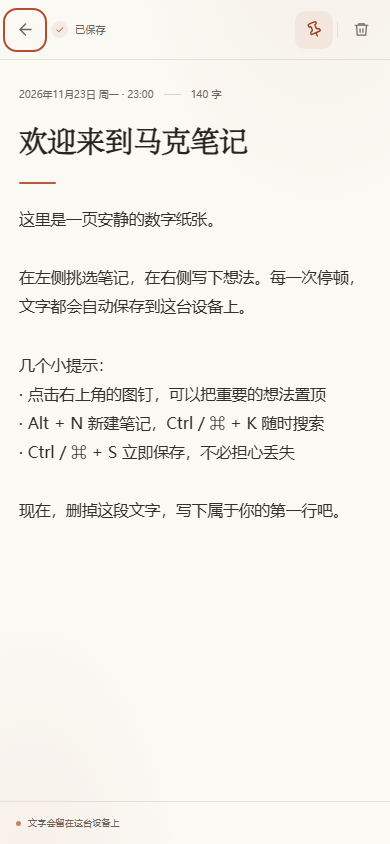 已保存
2026年11月23日 周一 · 23:00 — 140 字
欢迎来到马克笔记
这里是一页安静的数字纸张。
在左侧挑选笔记，在右侧写下想法。每一次停顿，
文字都会自动保存到这台设备上。
几个小提示：
· 点击右上角的图钉，可以把重要的想法置顶
· Alt + N 新建笔记，Ctrl / ⌘ + K 随时搜索
· Ctrl / ⌘ + S 立即保存，不必担心丢失
现在，删掉这段文字，写下属于你的第一行吧。
文字会留在这台设备上